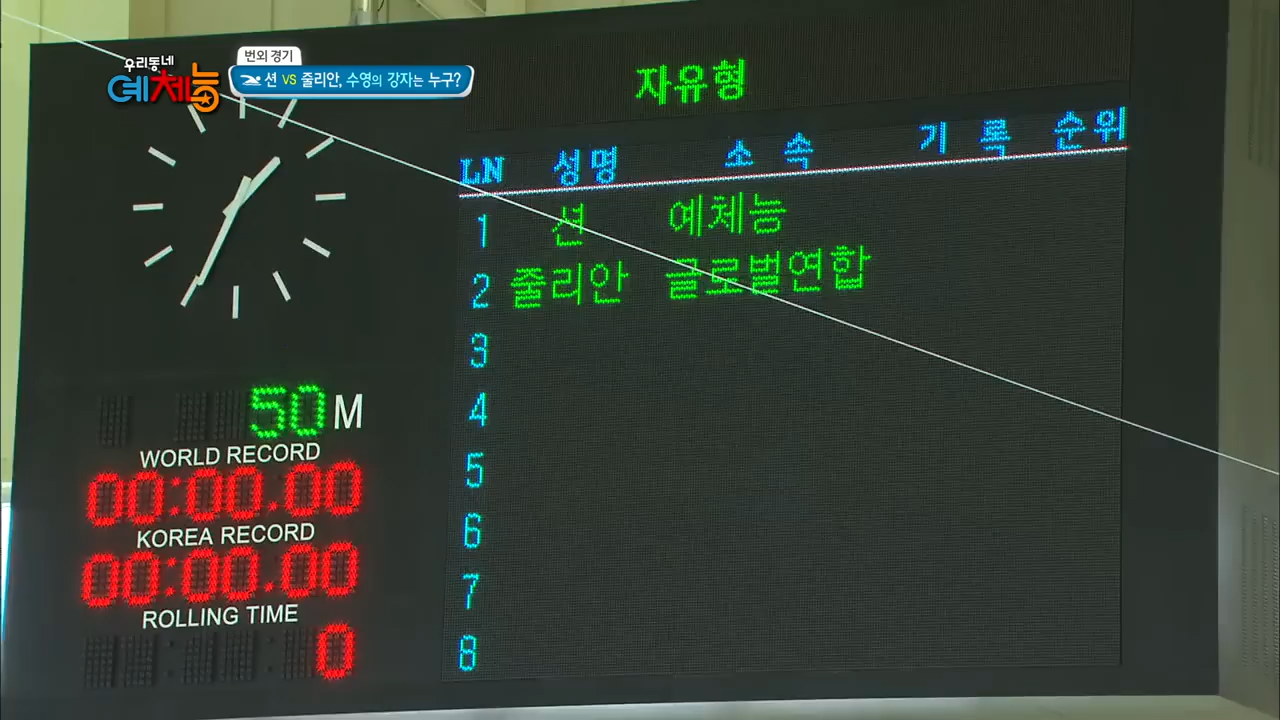 우리동네
예체능
번외 경기
션 VS 줄리안, 수영의 강자는 누구?
자유형
LN 성명 소속 기록 순위
1 션 예체능
2 줄리안 글로벌연합
3
4
5
6
7
8
50M
WORLD RECORD
00:00.00
KOREA RECORD
00:00.00
ROLLING TIME
0